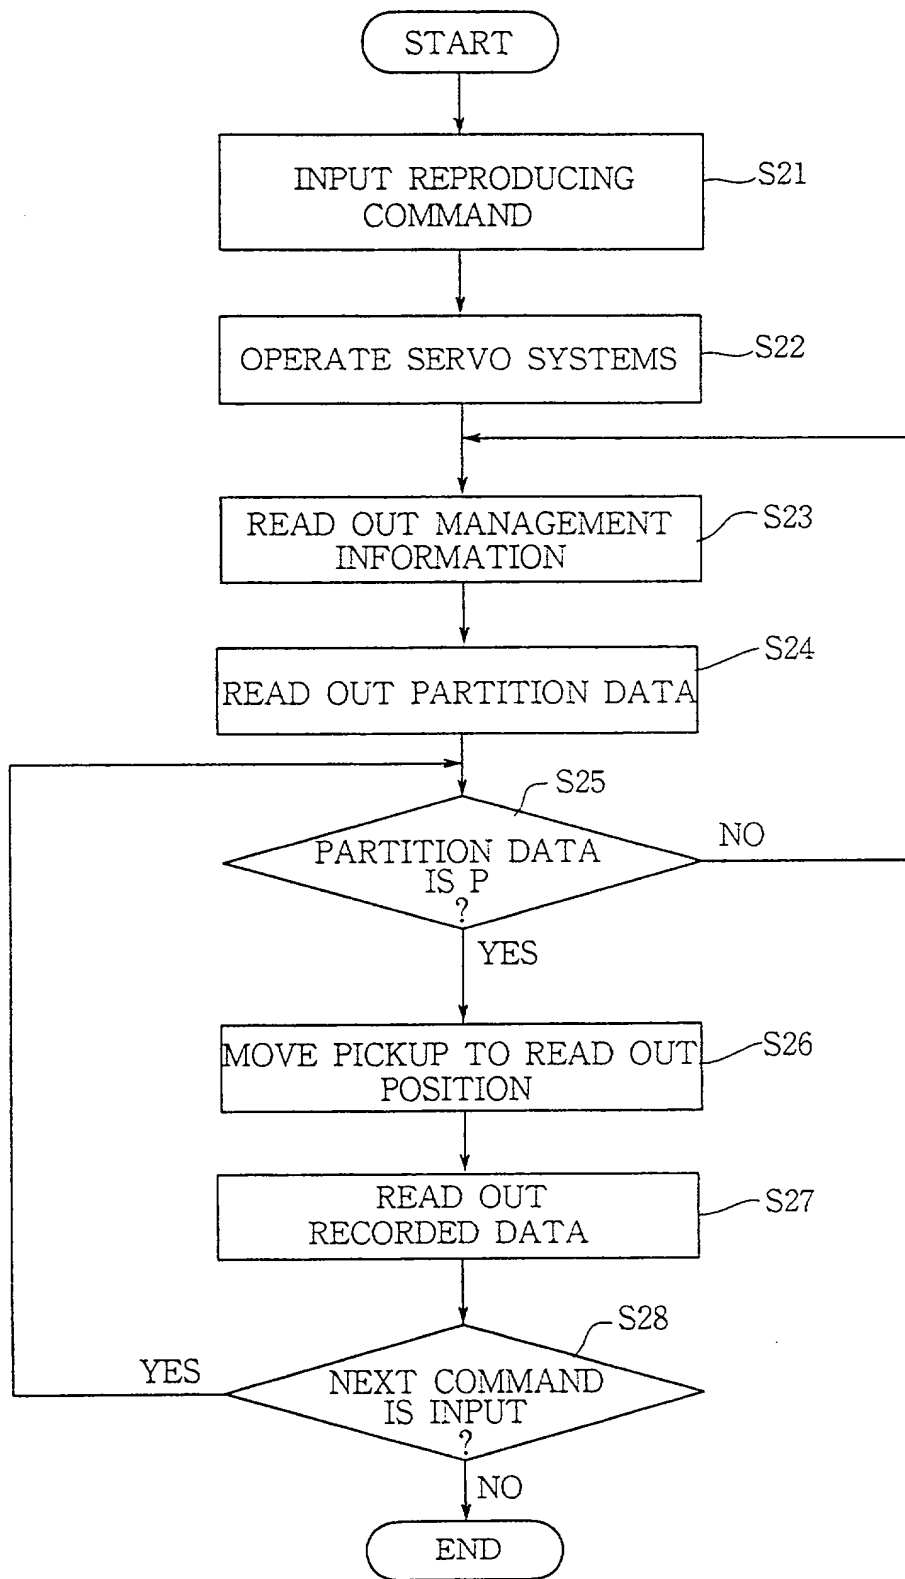 START
INPUT REPRODUCING
COMMAND
S21
OPERATE SERVO SYSTEMS
S22
READ OUT MANAGEMENT
INFORMATION
S23
READ OUT PARTITION DATA
S24
S25
PARTITION DATA
IS P
?
NO
YES
MOVE PICKUP TO READ OUT
POSITION
S26
READ OUT
RECORDED DATA
S27
S28
YES
NEXT COMMAND
IS INPUT
?
NO
END